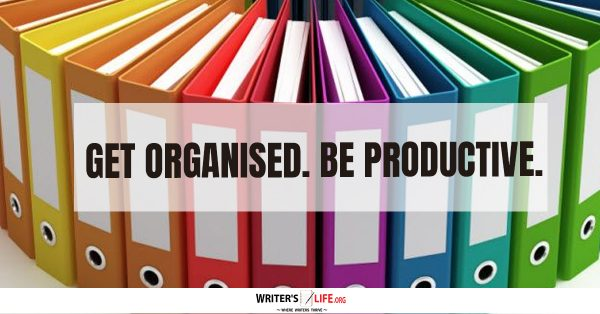 GET ORGANISED. BE PRODUCTIVE.
WRITER'S LIFE.ORG
~ WHERE WRITERS THRIVE ~